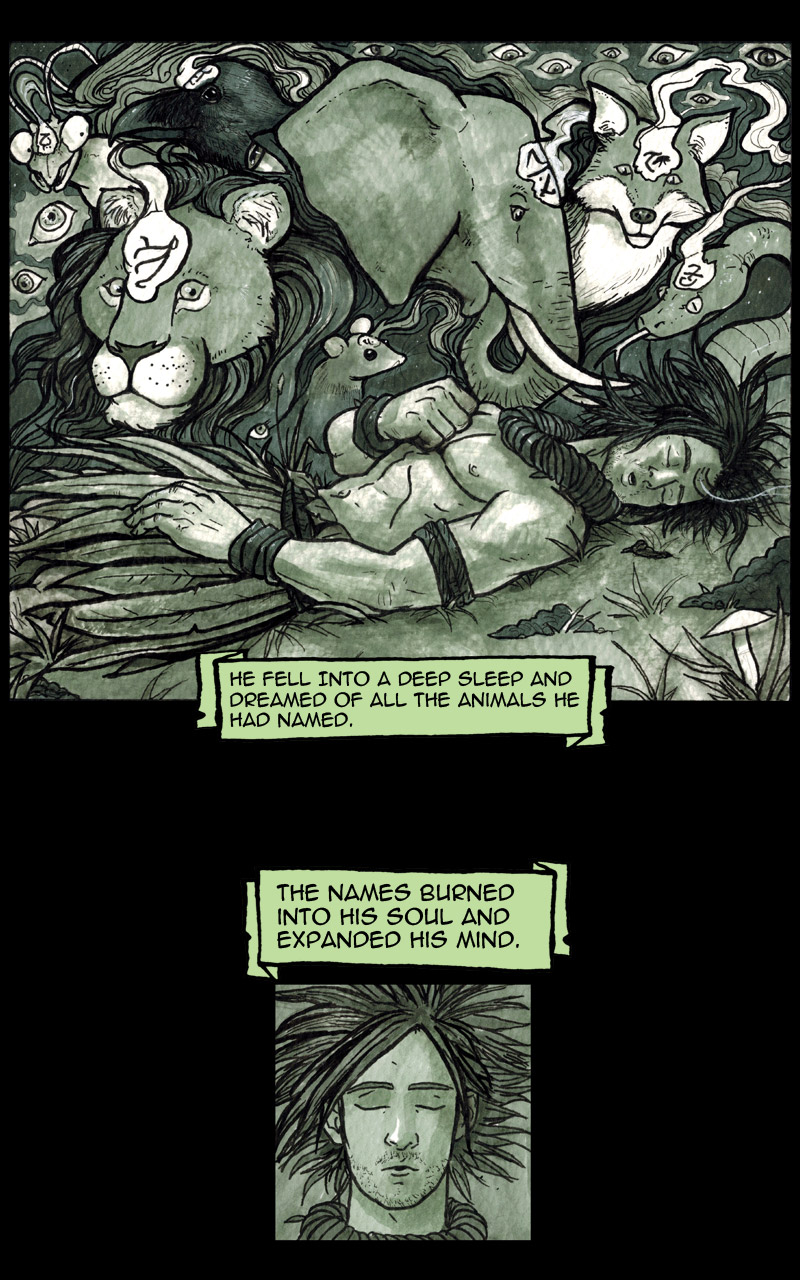 HE FELL INTO A DEEP SLEEP AND
DREAMED OF ALL THE ANIMALS HE
HAD NAMED.
THE NAMES BURNED
INTO HIS SOUL AND
EXPANDED HIS MIND.